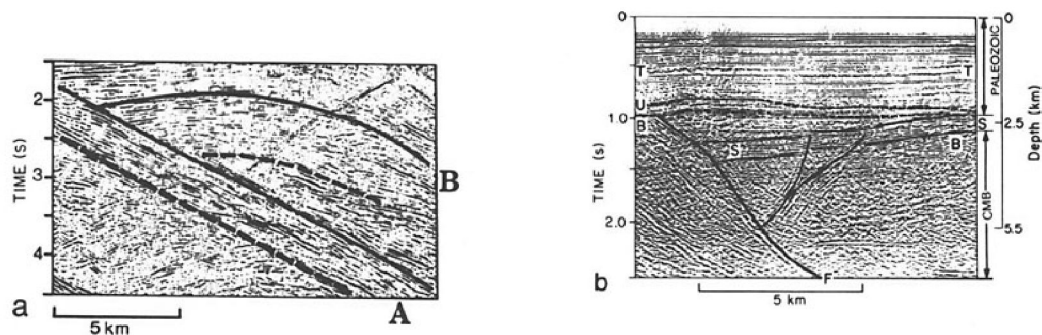 TIME (s)
2
3
4
B
A
a
5 km
0
.5
1.0
2.0
TIME (s)
T
T
U
B
S
S
B
F
PALEOZOIC
CMB
0
2.5
5.5
Depth (km)
b
5 km